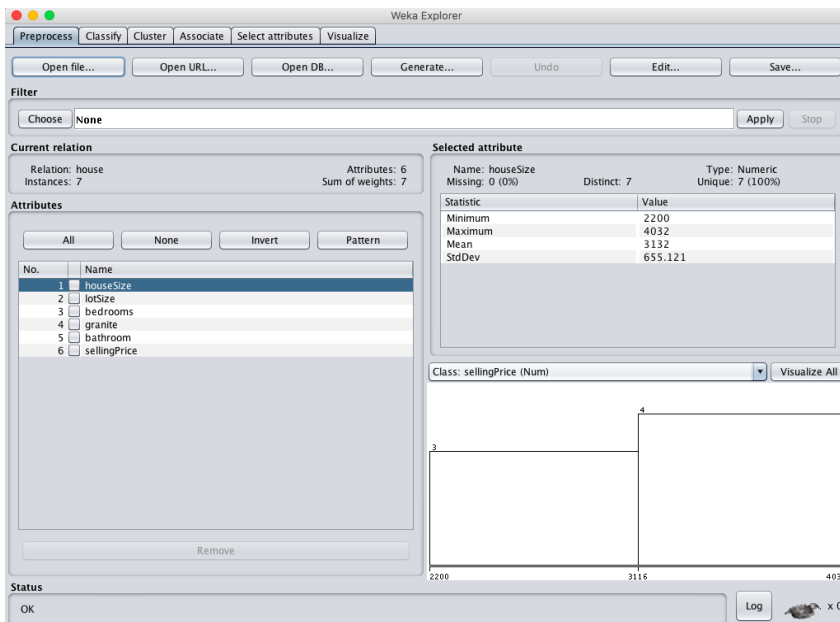 Weka Explorer
Preprocess Classify Cluster Associate Select attributes Visualize
Open file... Open URL... Open DB... Generate... Undo Edit... Save...
Filter
Choose None Apply Stop
Current relation
Relation: house Attributes: 6
Instances: 7 Sum of weights: 7
Attributes
All None Invert Pattern
No. Name
1 houseSize
2 lotSize
3 bedrooms
4 granite
5 bathroom
6 sellingPrice
Remove
Selected attribute
Name: houseSize Type: Numeric
Missing: 0 (0%) Distinct: 7 Unique: 7 (100%)
Statistic Value
Minimum 2200
Maximum 4032
Mean 3132
StdDev 655.121
Class: sellingPrice (Num) Visualize All
3 4
2200 3116 403
Status
OK Log x 0